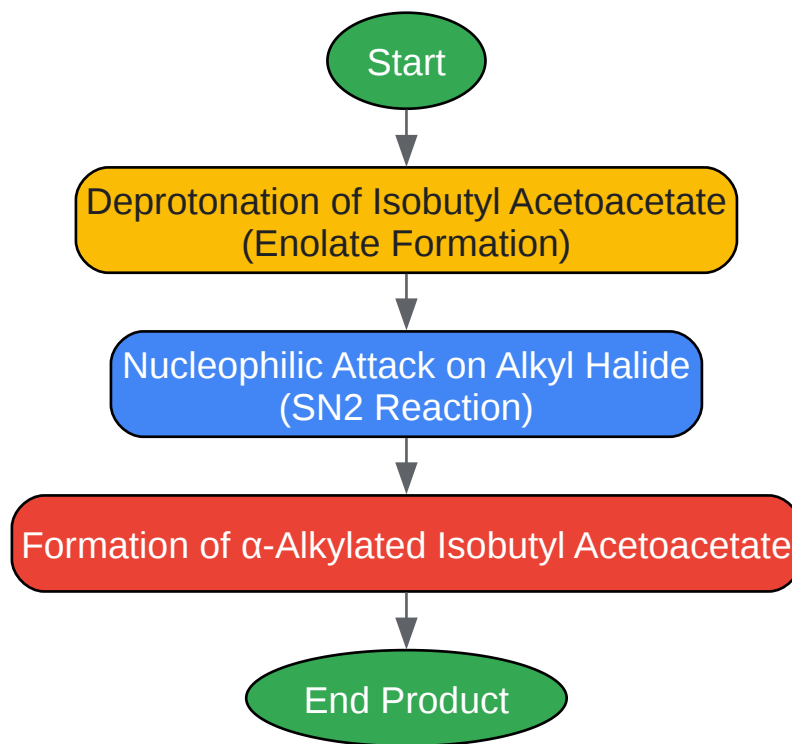 Start
Deprotonation of Isobutyl Acetoacetate
(Enolate Formation)
Nucleophilic Attack on Alkyl Halide
(SN2 Reaction)
Formation of α-Alkylated Isobutyl Acetoacetate
End Product